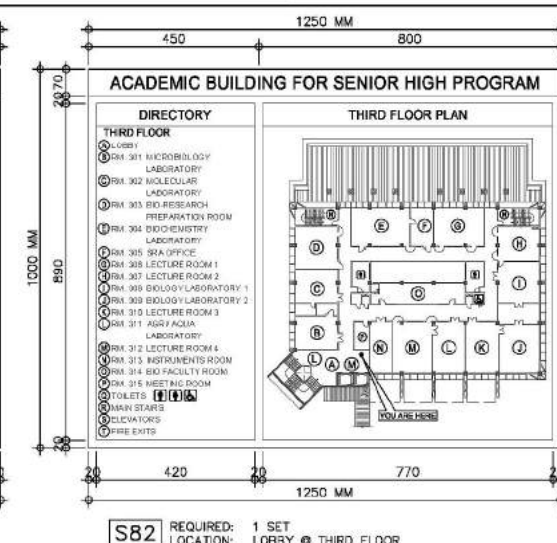 1250 MM
450
800
2070
ACADEMIC BUILDING FOR SENIOR HIGH PROGRAM
DIRECTORY
THIRD FLOOR
A LOBBY
B RM. 301 MICROBIOLOGY
LABORATORY
C RM. 302 MOLECULAR
LABORATORY
D RM. 303 BIO-RESEARCH
PREPARATION ROOM
E RM. 304 BIOCHEMISTRY
LABORATORY
F RM. 305 SRA OFFICE
G RM. 306 LECTURE ROOM 1
H RM. 307 LECTURE ROOM 2
I RM. 308 BIOLOGY LABORATORY 1
J RM. 309 BIOLOGY LABORATORY 2
K RM. 310 LECTURE ROOM 3
L RM. 311 AGRI / AQUA
LABORATORY
M RM. 312 LECTURE ROOM 4
N RM. 313 INSTRUMENTS ROOM
O RM. 314 BIO FACULTY ROOM
P RM. 315 MEETING ROOM
Q TOILETS
R MAIN STAIRS
S ELEVATORS
T FIRE EXITS
THIRD FLOOR PLAN
E F G
D H
C I
O
B
N M L K J
L A M
YOU ARE HERE
1000 MM
890
20
20 420 20 770
1250 MM
S82
REQUIRED: 1 SET
LOCATION: LOBBY @ THIRD FLOOR